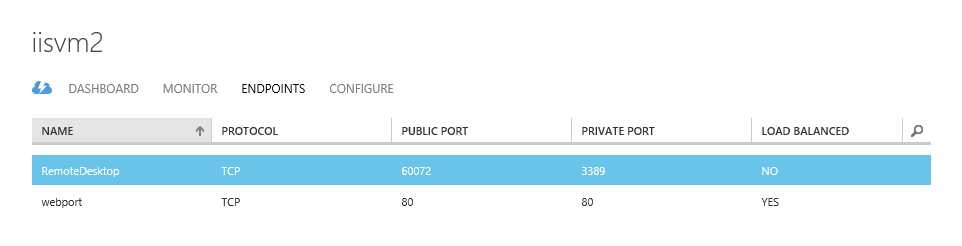 iisvm2
DASHBOARD MONITOR ENDPOINTS CONFIGURE
NAME PROTOCOL PUBLIC PORT PRIVATE PORT LOAD BALANCED
RemoteDesktop TCP 60072 3389 NO
webport TCP 80 80 YES